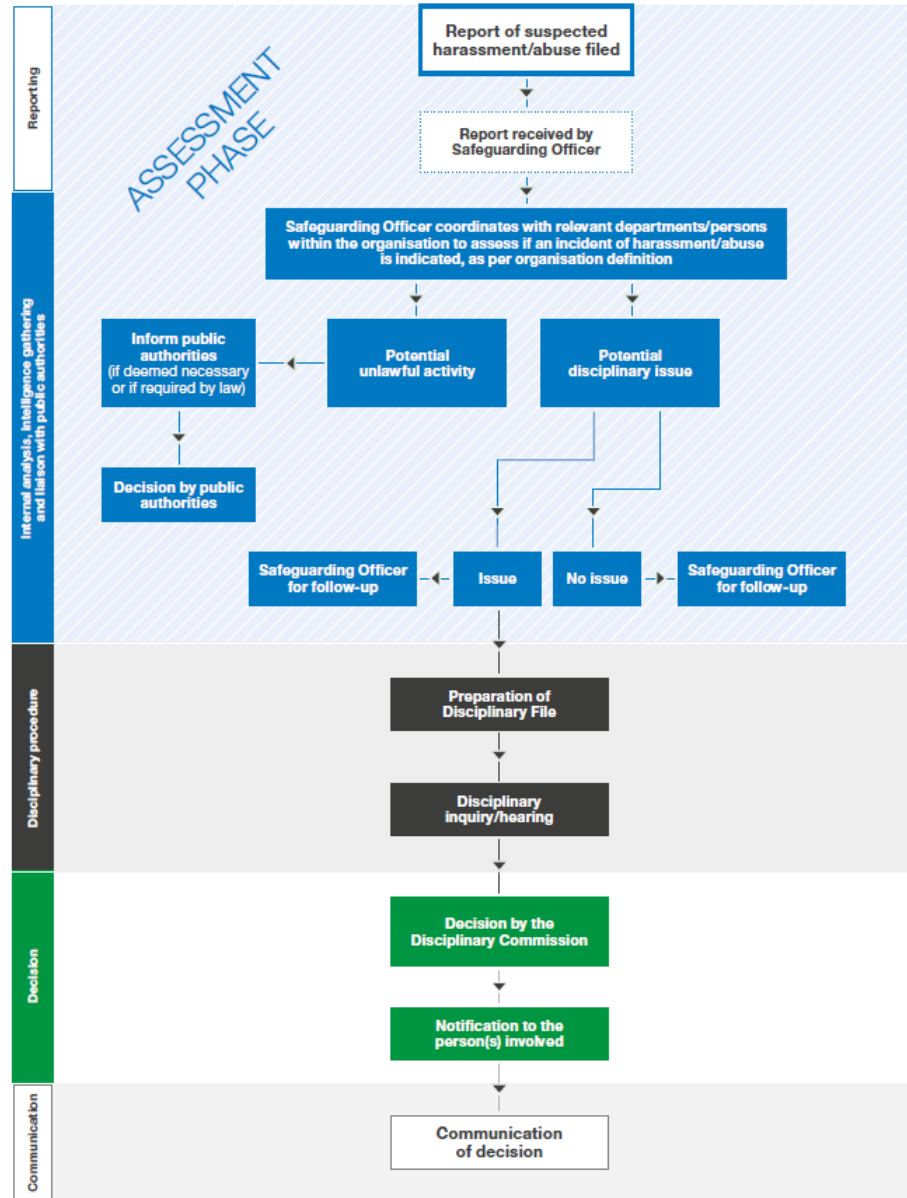 Reporting
ASSESSMENT
PHASE
Report of suspected
harassment/abuse filed
Report received by
Safeguarding Officer
Internal analysis, intelligence gathering
and liaison with public authorities
Safeguarding Officer coordinates with relevant departments/persons
within the organisation to assess if an incident of harassment/abuse
is indicated, as per organisation definition
Inform public
authorities
(if deemed necessary
or if required by law)
Potential
unlawful activity
Potential
disciplinary issue
Decision by public
authorities
Safeguarding Officer
for follow-up
Issue
No issue
Safeguarding Officer
for follow-up
Disciplinary procedure
Preparation of
Disciplinary File
Disciplinary
inquiry/hearing
Decision
Decision by the
Disciplinary Commission
Notification to the
person(s) involved
Communication
Communication
of decision